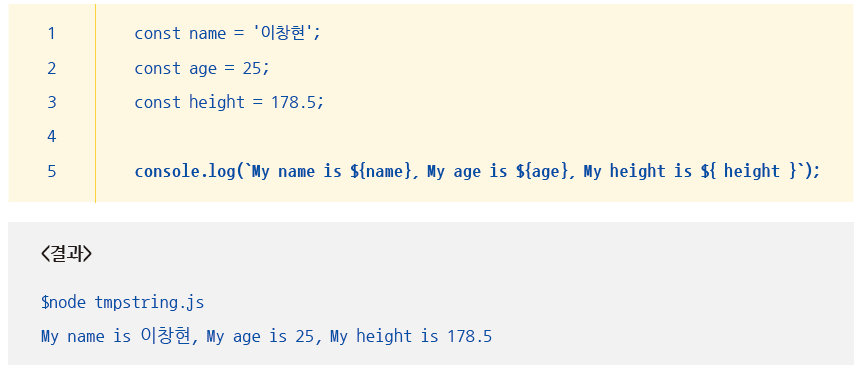 1 const name = '이창현';
2 const age = 25;
3 const height = 178.5;
4
5 console.log(`My name is ${name}, My age is ${age}, My height is ${ height }`);
<결과>
$node tmpstring.js
My name is 이창현, My age is 25, My height is 178.5